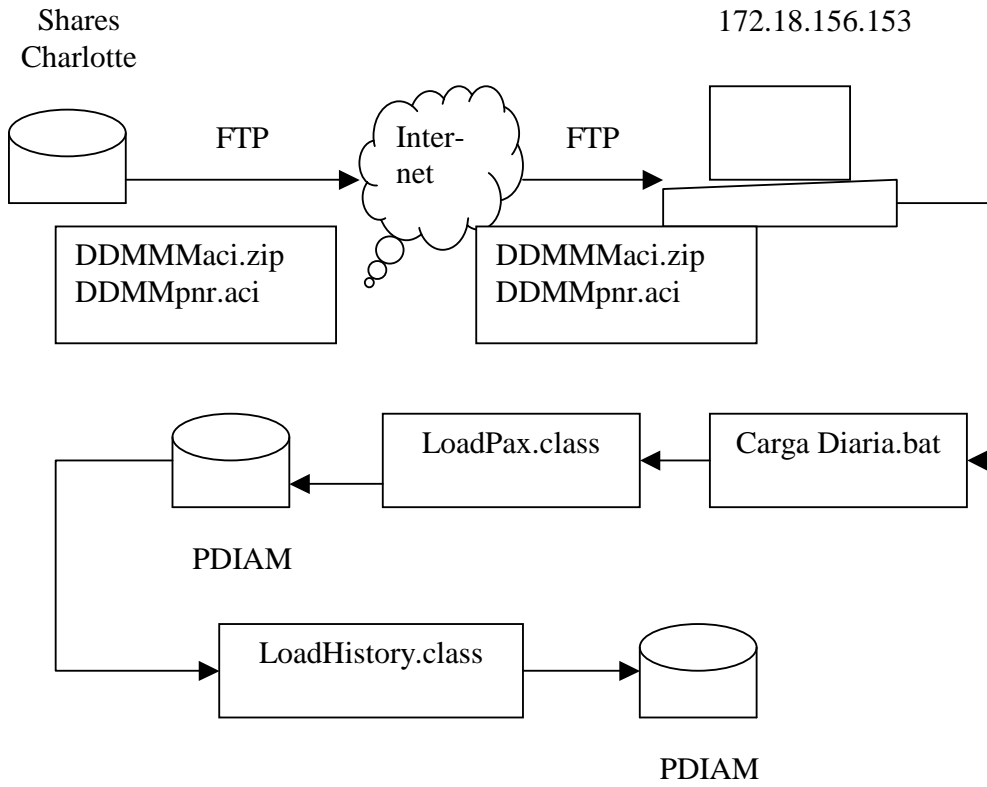 Shares
Charlotte
172.18.156.153
FTP
Inter-
net
FTP
DDMMMaci.zip
DDMMpnr.aci
DDMMMaci.zip
DDMMpnr.aci
LoadPax.class
Carga Diaria.bat
PDIAM
LoadHistory.class
PDIAM